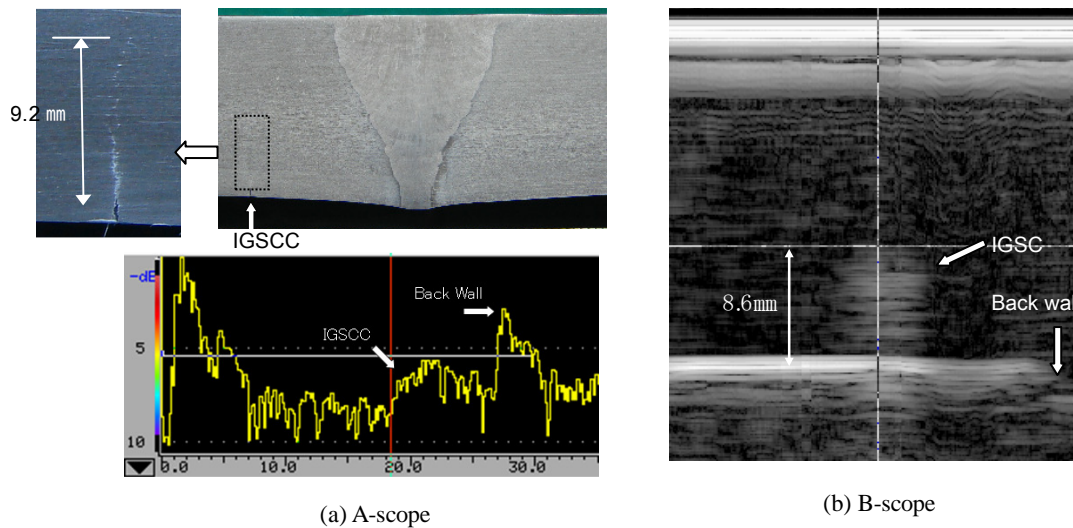 9.2 mm
IGSCC
-dB
5
10
Back Wall
IGSCC
0.0
10.0
20.0
30.0
(a) A-scope
IGSC
8.6mm
Back wal
(b) B-scope